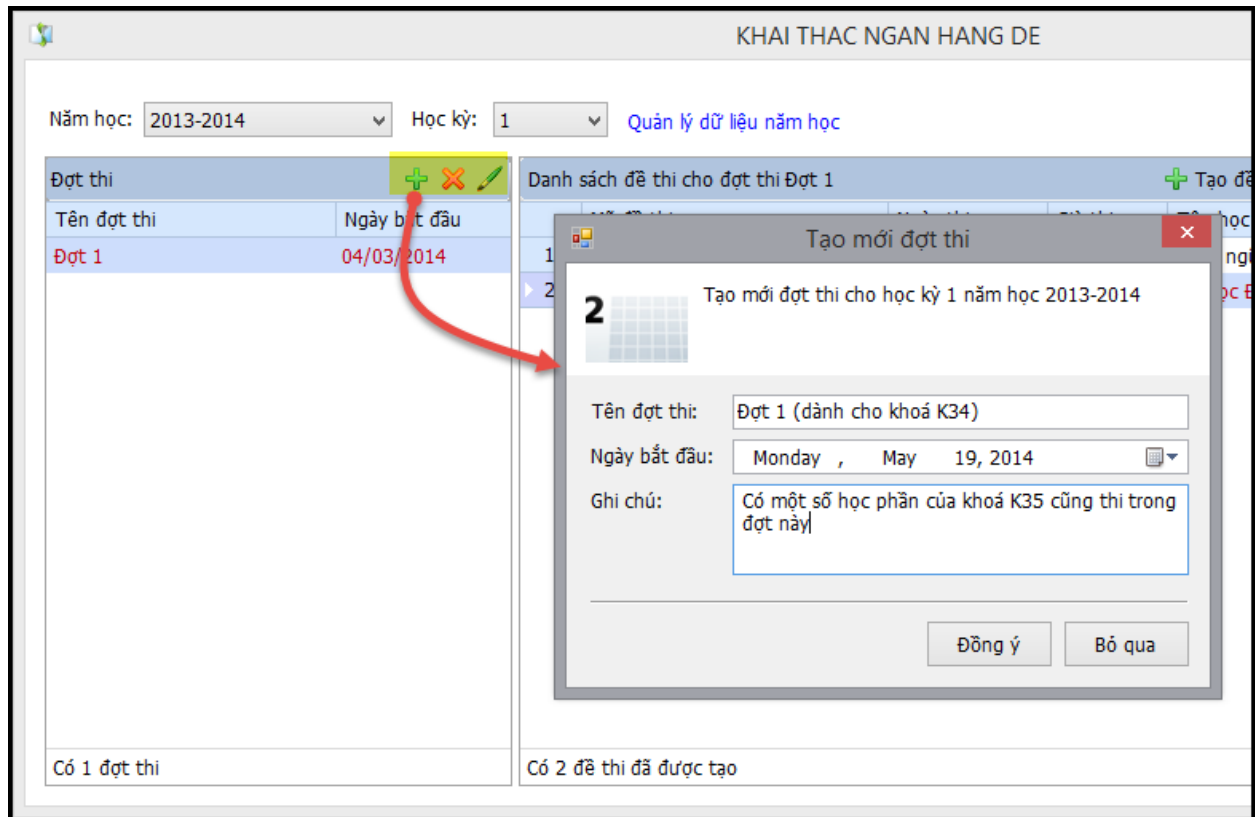 KHAI THAC NGAN HANG DE
Năm học: 2013-2014 Học kỳ: 1 Quản lý dữ liệu năm học
Đợt thi
Danh sách đề thi cho đợt thi Đợt 1 Tạo
Tên đợt thi Ngày bắt đầu
Đợt 1 04/03/2014
1
2
Tạo mới đợt thi
2
Tạo mới đợt thi cho học kỳ 1 năm học 2013-2014
Tên đợt thi: Đợt 1 (dành cho khoá K34)
Ngày bắt đầu: Monday , May 19, 2014
Ghi chú: Có một số học phần của khoá K35 cũng thi trong
đợt này
Đồng ý Bỏ qua
Có 1 đợt thi
Có 2 đề thi đã được tạo